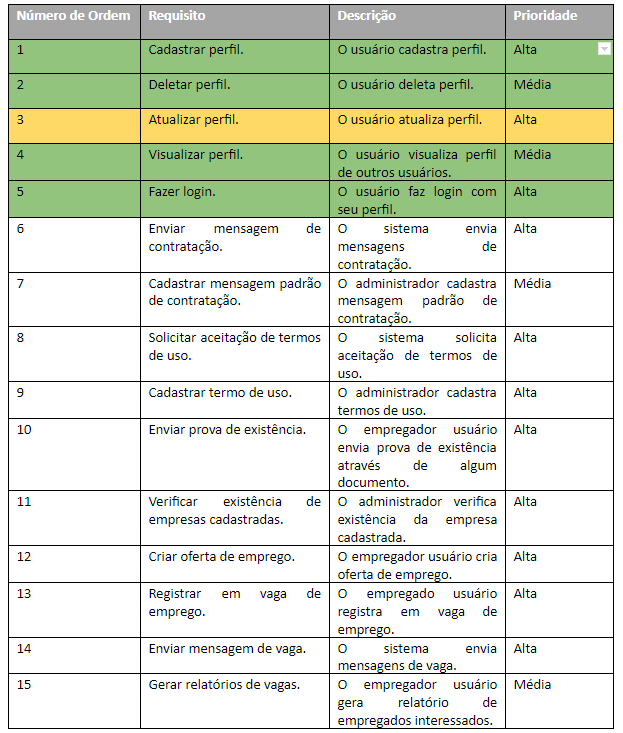 Número de Ordem Requisito Descrição Prioridade
1 Cadastrar perfil. O usuário cadastra perfil. Alta
2 Deletar perfil. O usuário deleta perfil. Média
3 Atualizar perfil. O usuário atualiza perfil. Alta
4 Visualizar perfil. O usuário visualiza perfil Média
de outros usuários.
5 Fazer login. O usuário faz login com Alta
seu perfil.
6 Enviar mensagem de O sistema envia Alta
contratação. mensagens de
contratação.
7 Cadastrar mensagem padrão O administrador cadastra Média
de contratação. mensagem padrão de
contratação.
8 Solicitar aceitação de termos O sistema solicita Alta
de uso. aceitação de termos de
uso.
9 Cadastrar termo de uso. O administrador cadastra Alta
termos de uso.
10 Enviar prova de existência. O empregador usuário Alta
envia prova de existência
através de algum
documento.
11 Verificar existência de O administrador verifica Alta
empresas cadastradas. existência da empresa
cadastrada.
12 Criar oferta de emprego. O empregador usuário cria Alta
oferta de emprego.
13 Registrar em vaga de O empregado usuário Alta
emprego. registra em vaga de
emprego.
14 Enviar mensagem de vaga. O sistema envia Alta
mensagens de vaga.
15 Gerar relatórios de vagas. O empregador usuário Média
gera relatório de
empregados interessados.